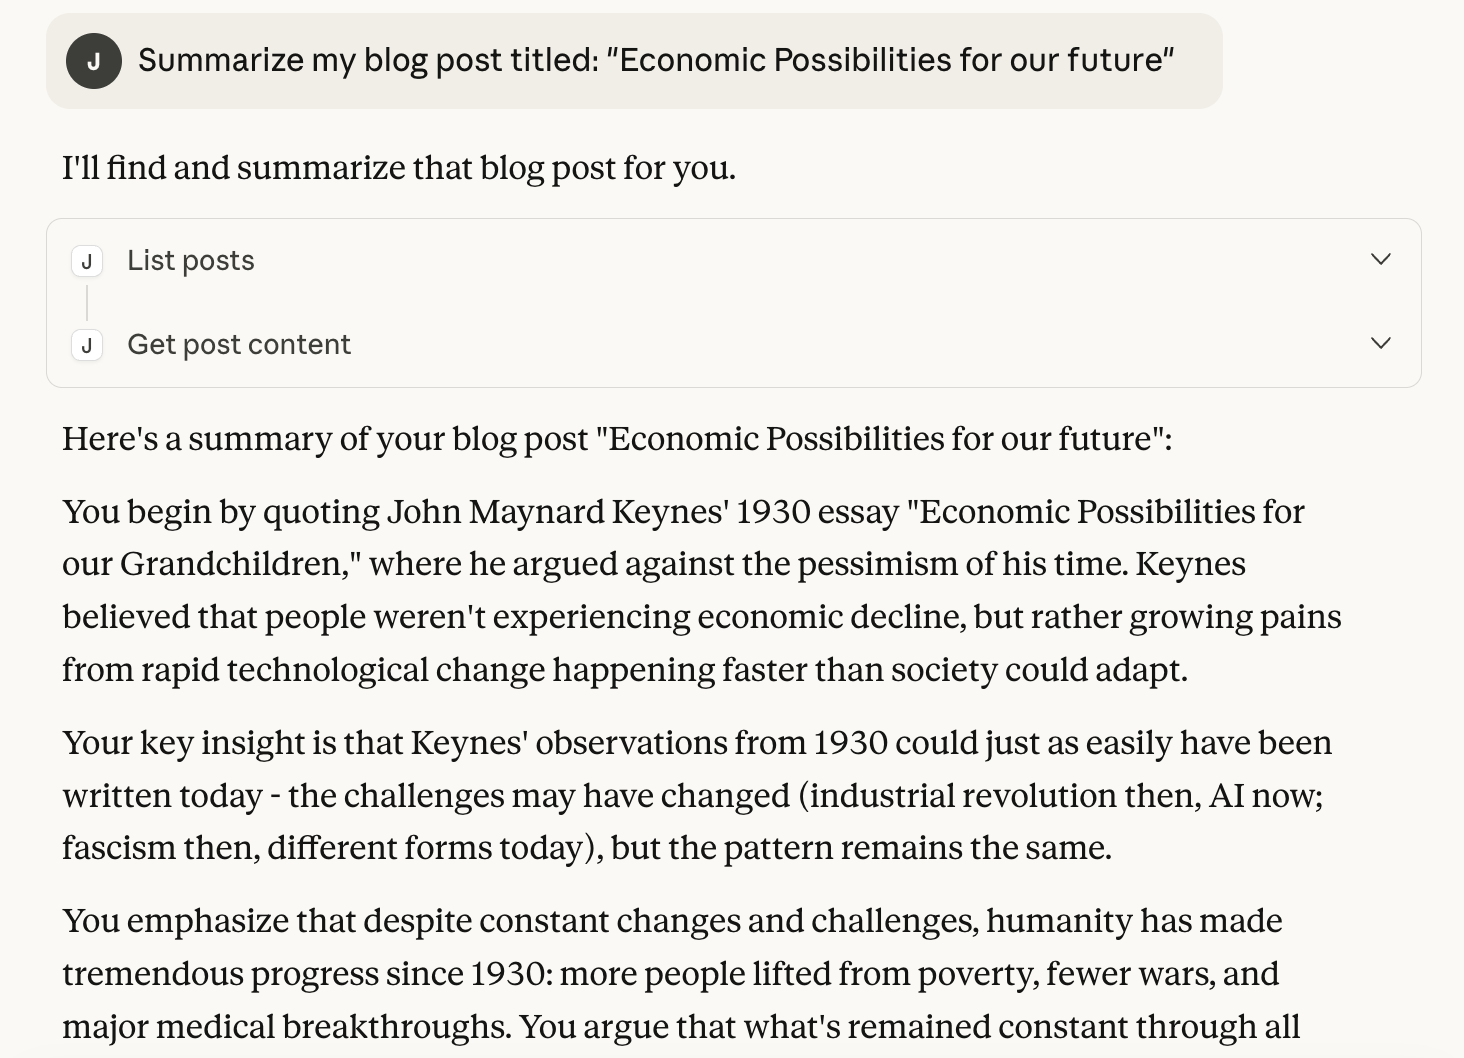 J Summarize my blog post titled: "Economic Possibilities for our future"
I'll find and summarize that blog post for you.
J List posts
J Get post content
Here's a summary of your blog post "Economic Possibilities for our future":
You begin by quoting John Maynard Keynes' 1930 essay "Economic Possibilities for
our Grandchildren," where he argued against the pessimism of his time. Keynes
believed that people weren't experiencing economic decline, but rather growing pains
from rapid technological change happening faster than society could adapt.
Your key insight is that Keynes' observations from 1930 could just as easily have been
written today - the challenges may have changed (industrial revolution then, AI now;
fascism then, different forms today), but the pattern remains the same.
You emphasize that despite constant changes and challenges, humanity has made
tremendous progress since 1930: more people lifted from poverty, fewer wars, and
major medical breakthroughs. You argue that what's remained constant through all